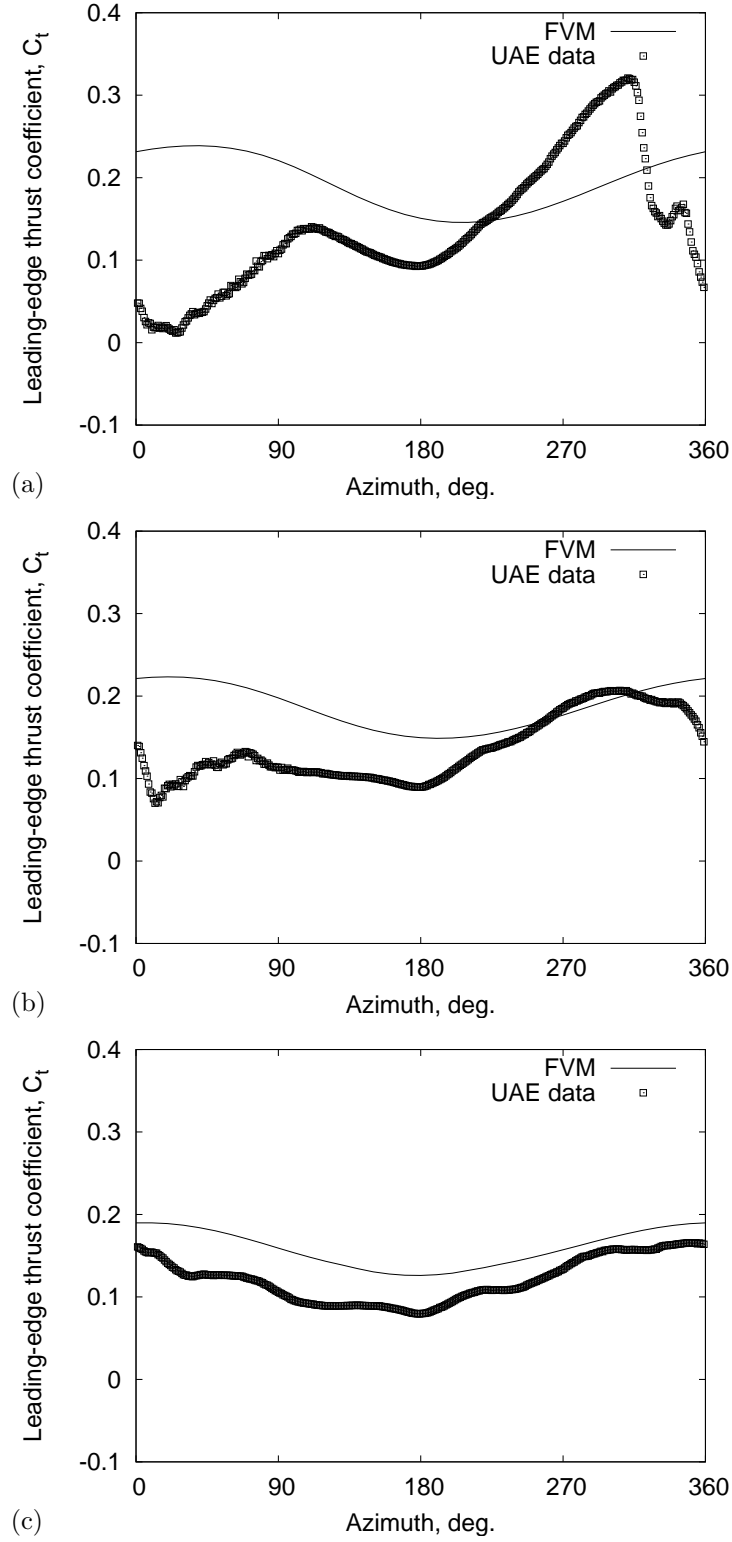 0.4
0.3
0.2
0.1
0
-0.1
Leading-edge thrust coefficient, Ct
FVM
UAE data
0 90 180 270 360
Azimuth, deg.
(a)
0.4
0.3
0.2
0.1
0
-0.1
Leading-edge thrust coefficient, Ct
FVM
UAE data
0 90 180 270 360
Azimuth, deg.
(b)
0.4
0.3
0.2
0.1
0
-0.1
Leading-edge thrust coefficient, Ct
FVM
UAE data
0 90 180 270 360
Azimuth, deg.
(c)